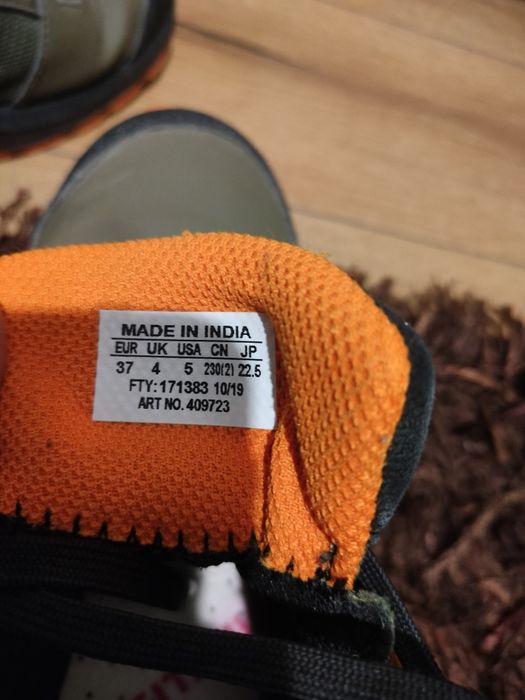 MADE IN INDIA
EUR UK USA CN JP
37 4 5 230(2) 22.5
FTY: 171383 10/19
ART NO. 409723